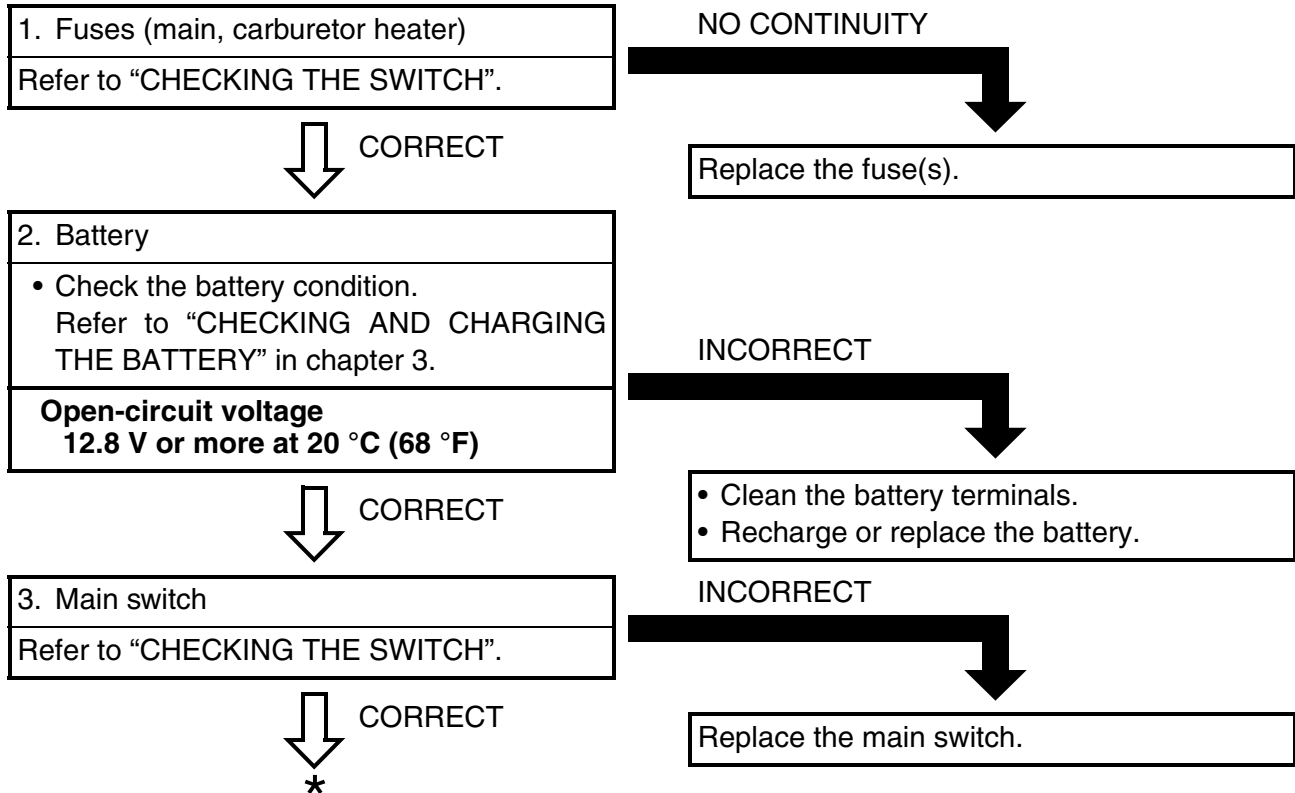 1. Fuses (main, carburetor heater)
Refer to “CHECKING THE SWITCH”.
NO CONTINUITY
CORRECT
Replace the fuse(s).
2. Battery
• Check the battery condition.
Refer to “CHECKING AND CHARGING
THE BATTERY” in chapter 3.
Open-circuit voltage
12.8 V or more at 20 °C (68 °F)
INCORRECT
CORRECT
• Clean the battery terminals.
• Recharge or replace the battery.
3. Main switch
Refer to “CHECKING THE SWITCH”.
INCORRECT
CORRECT
Replace the main switch.
*